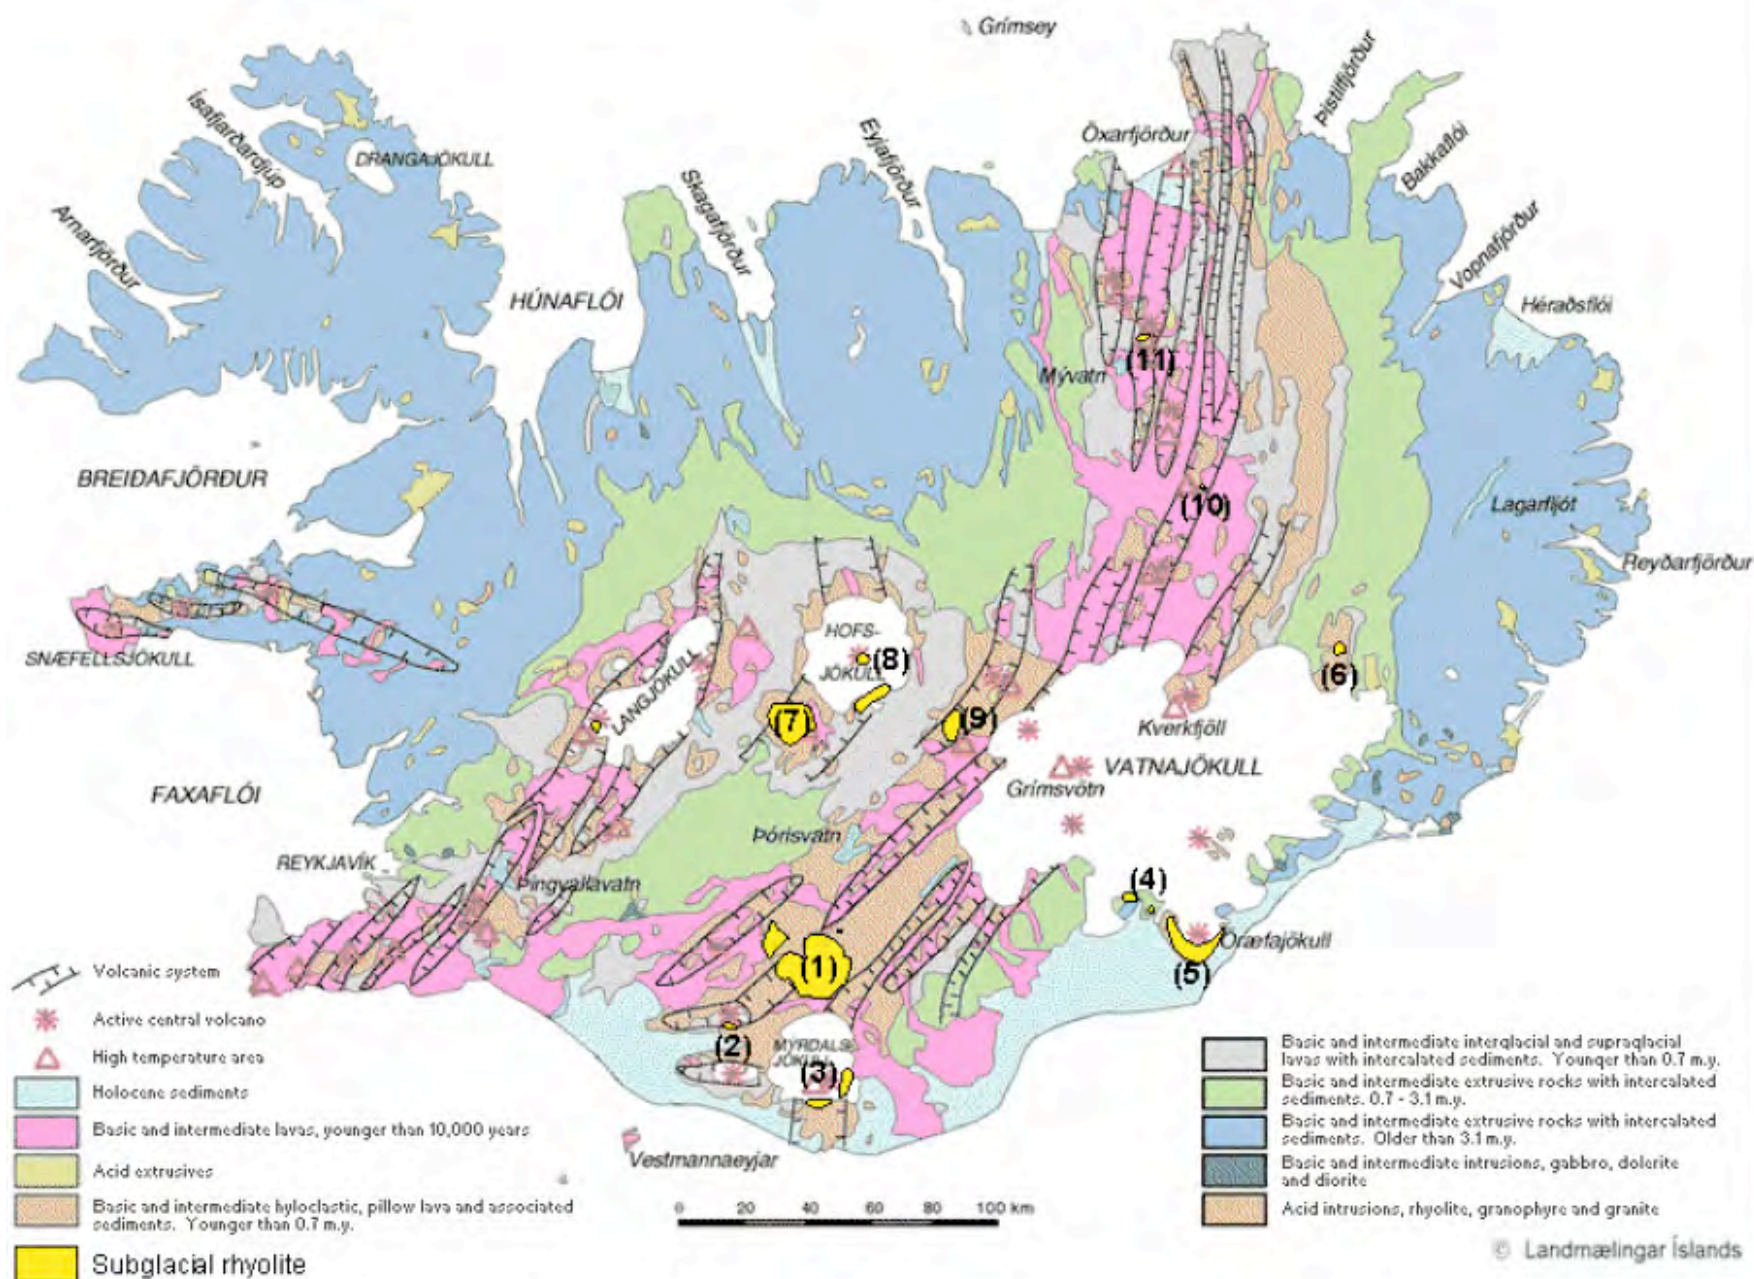 Grímsey
Þistilfjörður
Öxarfjörður
Bakkaflói
Ísafjarðardjúp
DRANGAJÖKULL
Eyjafjörður
Skagafjörður
Arnarfjörður
Vopnafjörður
HÚNAFLÓI
Héraðsflói
(11)
Mývatn
BREIÐAFJÖRÐUR
(10)
Lagarfljót
Reyðarfjörður
SNÆFELLSJÖKULL
HOFS-
JÖKULL
(8)
LANGJÖKULL
(6)
(7)
(9)
Kverkfjöll
VATNAJÖKULL
Grímsvötn
FAXAFLÓI
Þórisvatn
REYKJAVÍK
Þingvallavatn
(4)
Öræfajökull
(5)
(1)
(2)
MÝRDALS-
JÖKULL
(3)
Vestmannaeyjar
Volcanic system
Active central volcano
High temperature area
Holocene sediments
Basic and intermediate lavas, younger than 10,000 years
Acid extrusives
Basic and intermediate hyloclastic, pillow lava and associated
sediments. Younger than 0.7 m.y.
Subglacial rhyolite
0 20 40 60 80 100 km
Basic and intermediate interglacial and supraglacial
lavas with intercalated sediments. Younger than 0.7 m.y.
Basic and intermediate extrusive rocks with intercalated
sediments. 0.7 - 3.1 m.y.
Basic and intermediate extrusive rocks with intercalated
sediments. Older than 3.1 m.y.
Basic and intermediate intrusions, gabbro, dolerite
and diorite
Acid intrusions, rhyolite, granophyre and granite
© Landmælingar Íslands